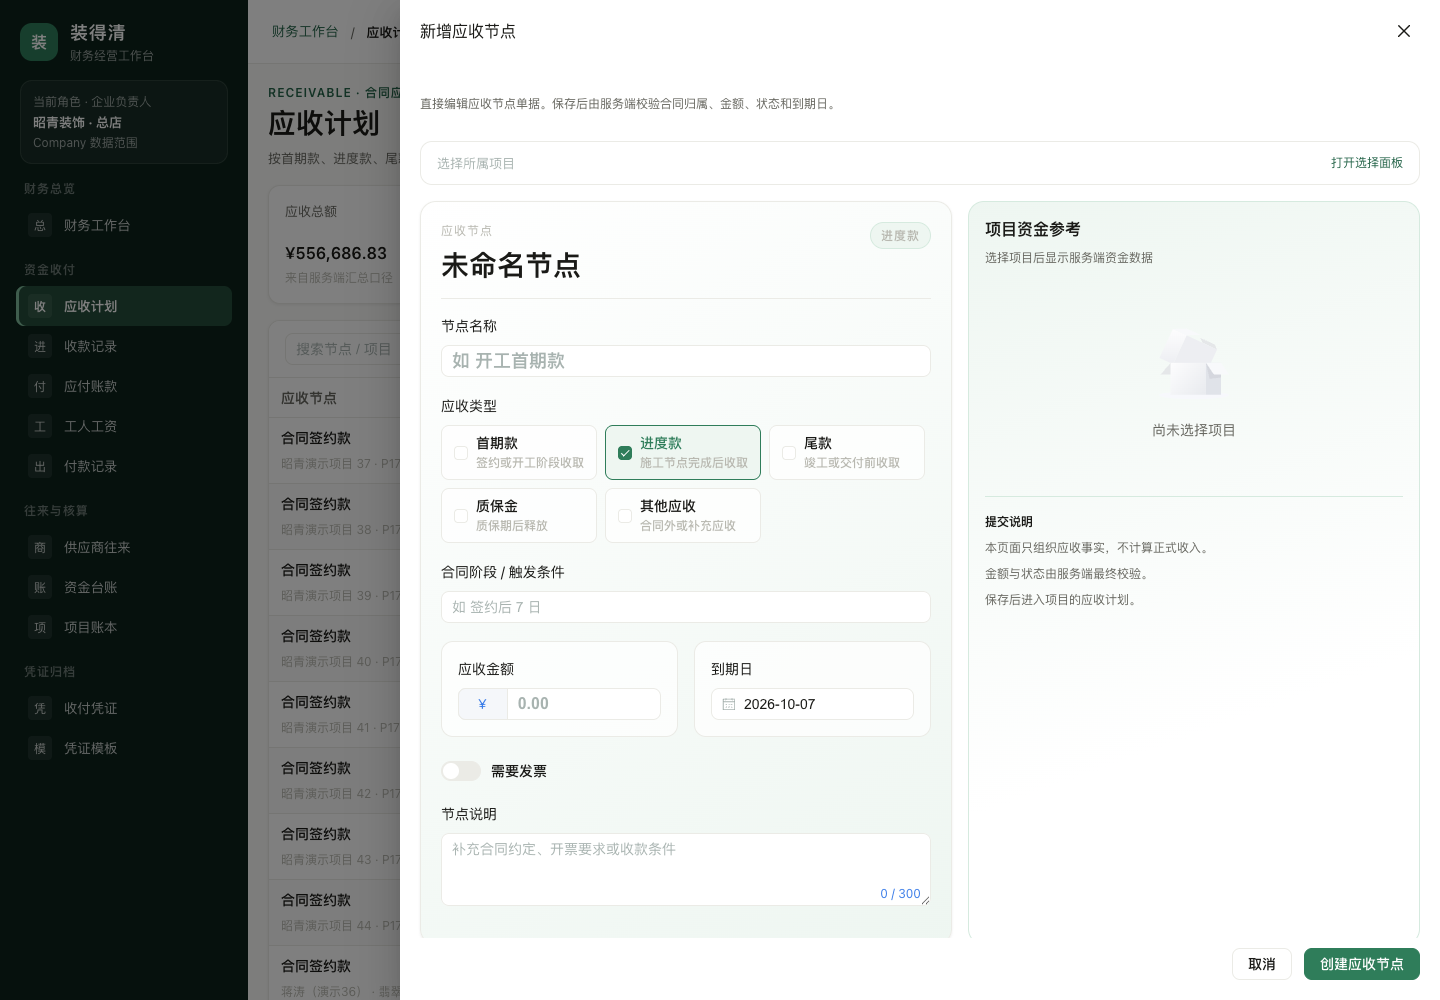 装
装得清
财务经营工作台
当前角色 · 企业负责人
昭青装饰 · 总店
Company 数据范围
财务总览
总 财务工作台
资金收付
收 应收计划
进 收款记录
付 应付账款
工 工人工资
出 付款记录
往来与核算
商 供应商往来
账 资金台账
项 项目账本
凭证归档
凭 收付凭证
模 凭证模板
财务工作台 / 应收计
RECEIVABLE · 合同应
应收计划
按首期款、进度款、尾
应收总额
¥556,686.83
来自服务端汇总口径
搜索节点 / 项目
应收节点
合同签约款
昭青演示项目 37 · P17
合同签约款
昭青演示项目 38 · P17
合同签约款
昭青演示项目 39 · P17
合同签约款
昭青演示项目 40 · P17
合同签约款
昭青演示项目 41 · P17
合同签约款
昭青演示项目 42 · P17
合同签约款
昭青演示项目 43 · P17
合同签约款
昭青演示项目 44 · P17
合同签约款
蒋涛（演示36） · 翡翠
新增应收节点
直接编辑应收节点单据。保存后由服务端校验合同归属、金额、状态和到期日。
选择所属项目 打开选择面板
应收节点
进度款
未命名节点
节点名称
如 开工首期款
应收类型
首期款
签约或开工阶段收取
进度款
施工节点完成后收取
尾款
竣工或交付前收取
质保金
质保期后释放
其他应收
合同外或补充应收
合同阶段 / 触发条件
如 签约后 7 日
应收金额
¥ 0.00
到期日
2026-10-07
需要发票
节点说明
补充合同约定、开票要求或收款条件
0 / 300
项目资金参考
选择项目后显示服务端资金数据
尚未选择项目
提交说明
本页面只组织应收事实，不计算正式收入。
金额与状态由服务端最终校验。
保存后进入项目的应收计划。
取消 创建应收节点